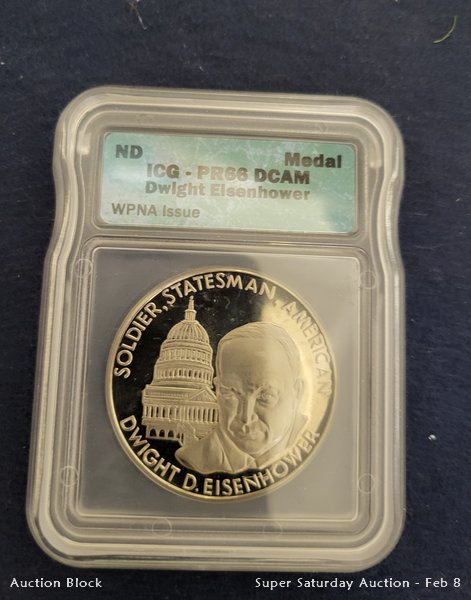 ND
Medal
ICG - PR66 DCAM
Dwight Eisenhower
WPNA Issue
SOLDIER, STATESMAN, AMERICAN
DWIGHT D. EISENHOWER
Auction Block
Super Saturday Auction - Feb 8